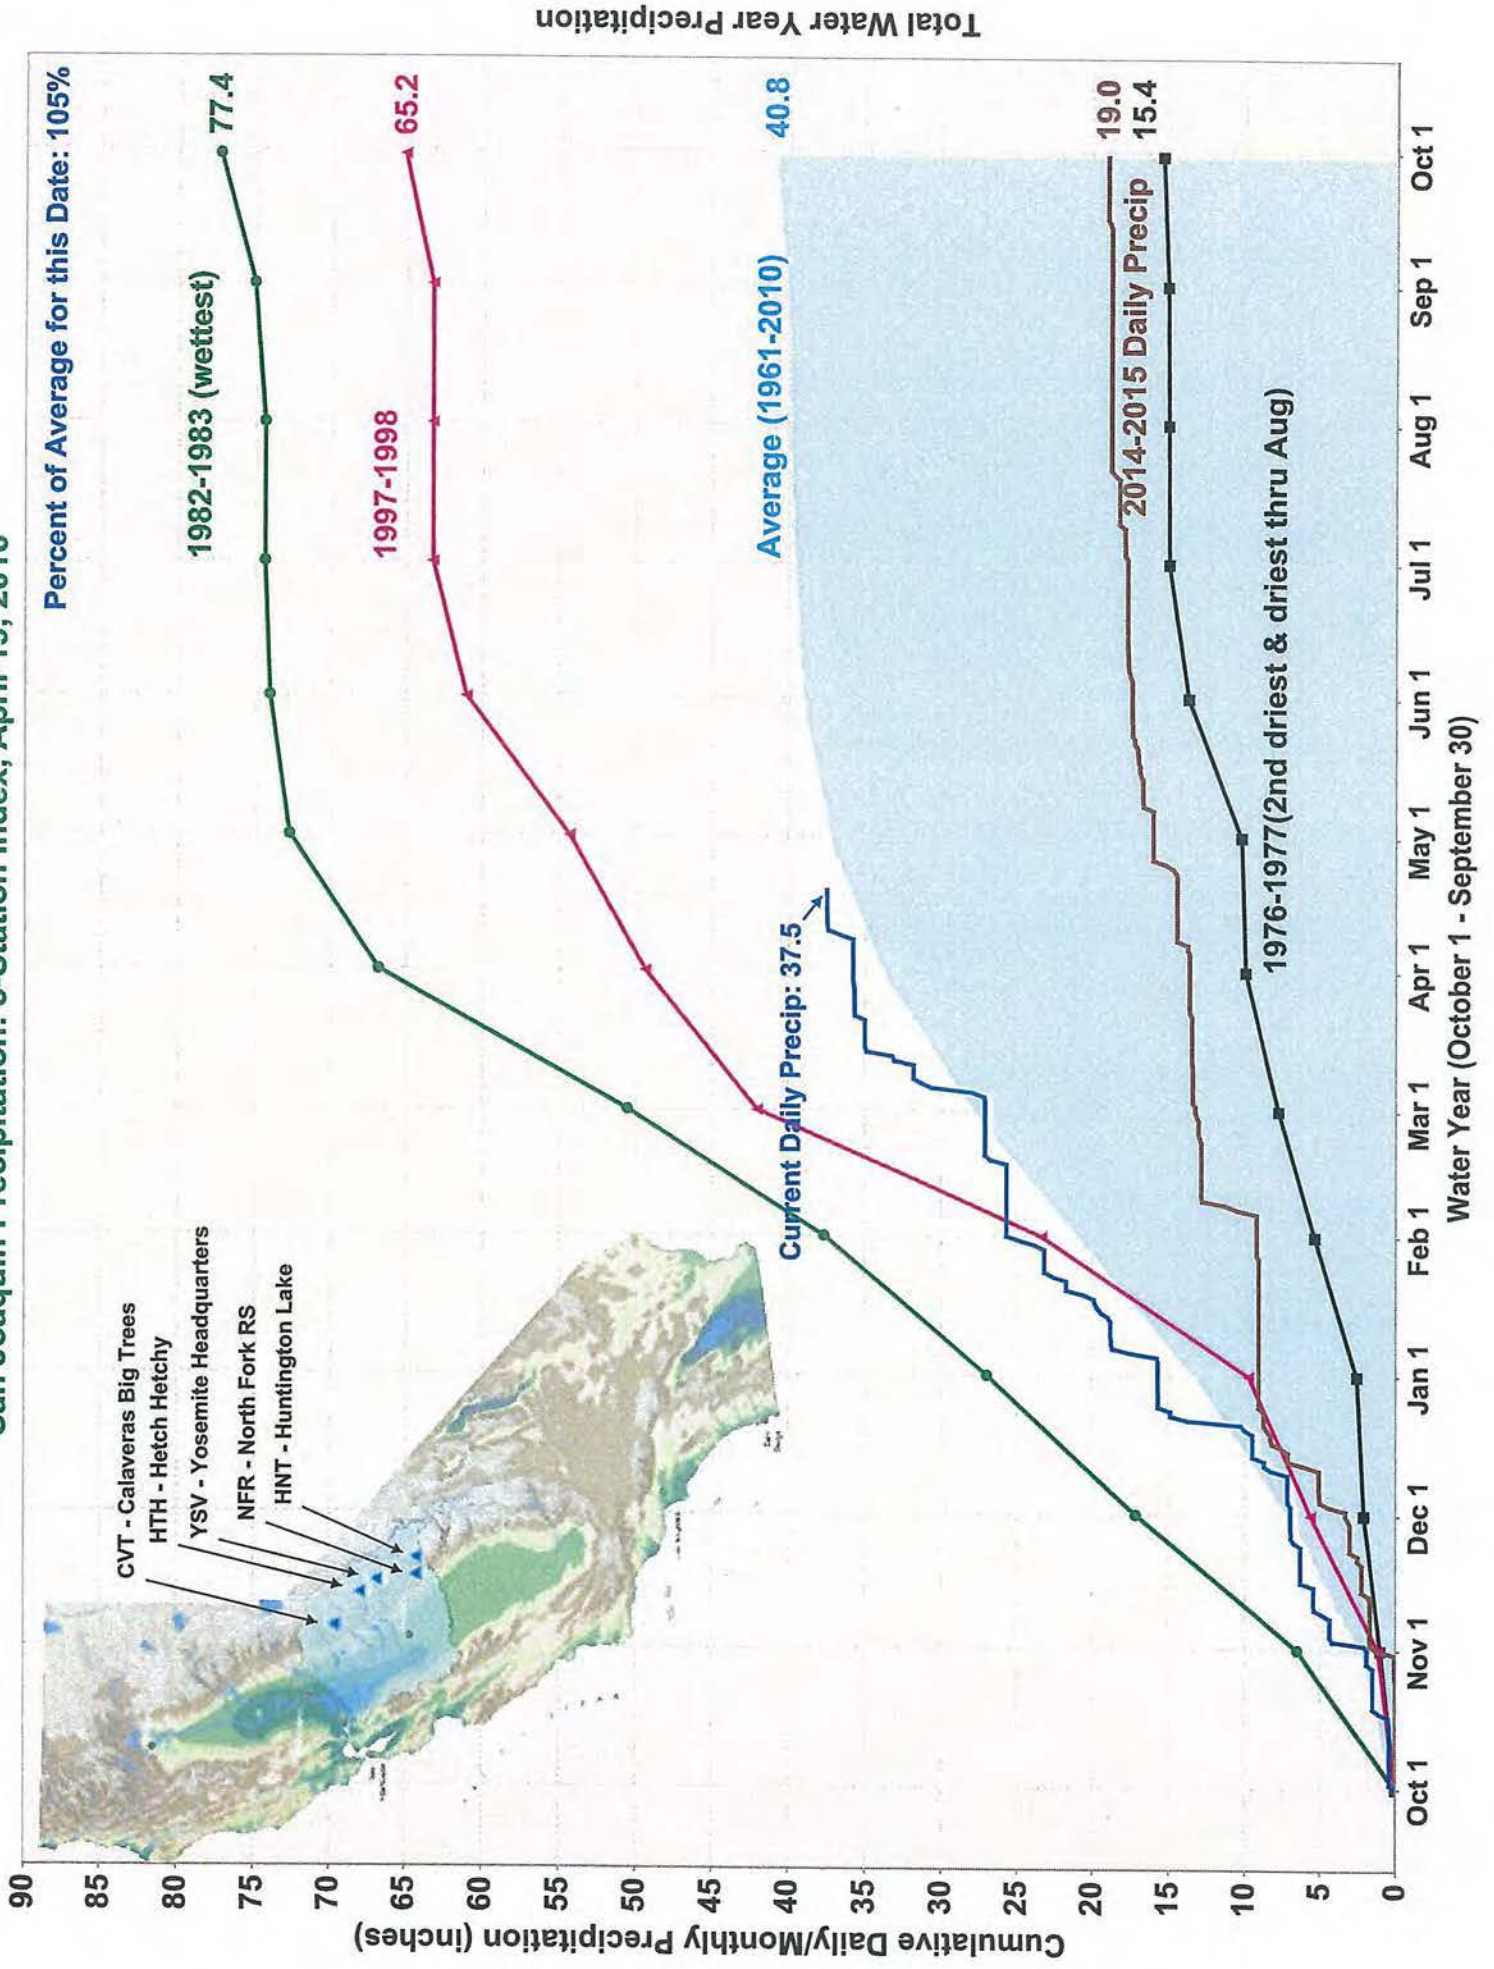 Percent of Average for this Date: 105%
CVT - Calaveras Big Trees
HTH - Hetch Hetchy
YSV - Yosemite Headquarters
NFR - North Fork RS
HNT - Huntington Lake
1982-1983 (wettest)
77.4
1997-1998
65.2
Average (1961-2010)
40.8
Current Daily Precip: 37.5
19.0
2014-2015 Daily Precip
15.4
1976-1977(2nd driest & driest thru Aug)
Cumulative Daily/Monthly Precipitation (inches)
90
85
80
75
70
65
60
55
50
45
40
35
30
25
20
15
10
5
0
Total Water Year Precipitation
Oct 1
Nov 1
Dec 1
Jan 1
Feb 1
Mar 1
Apr 1
May 1
Jun 1
Jul 1
Aug 1
Sep 1
Oct 1
Water Year (October 1 - September 30)